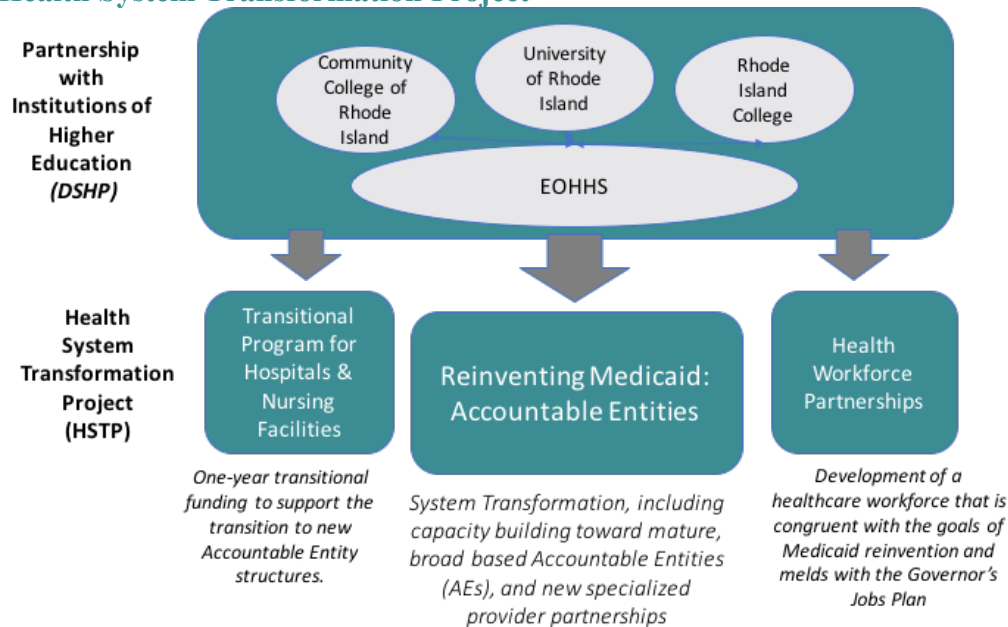 Health System Transformation Project
Partnership
with
Institutions of
Higher
Education
(DSHP)
Community
College of
Rhode
Island
University
of Rhode
Island
Rhode
Island
College
EOHHS
Health
System
Transformation
Project
(HSTP)
Transitional
Program for
Hospitals &
Nursing
Facilities
Reinventing Medicaid:
Accountable Entities
Health
Workforce
Partnerships
One-year transitional
funding to support the
transition to new
Accountable Entity
structures.
System Transformation, including
capacity building toward mature,
broad based Accountable Entities
(AEs), and new specialized
provider partnerships
Development of a
healthcare workforce that is
congruent with the goals of
Medicaid reinvention and
melds with the Governor’s
Jobs Plan